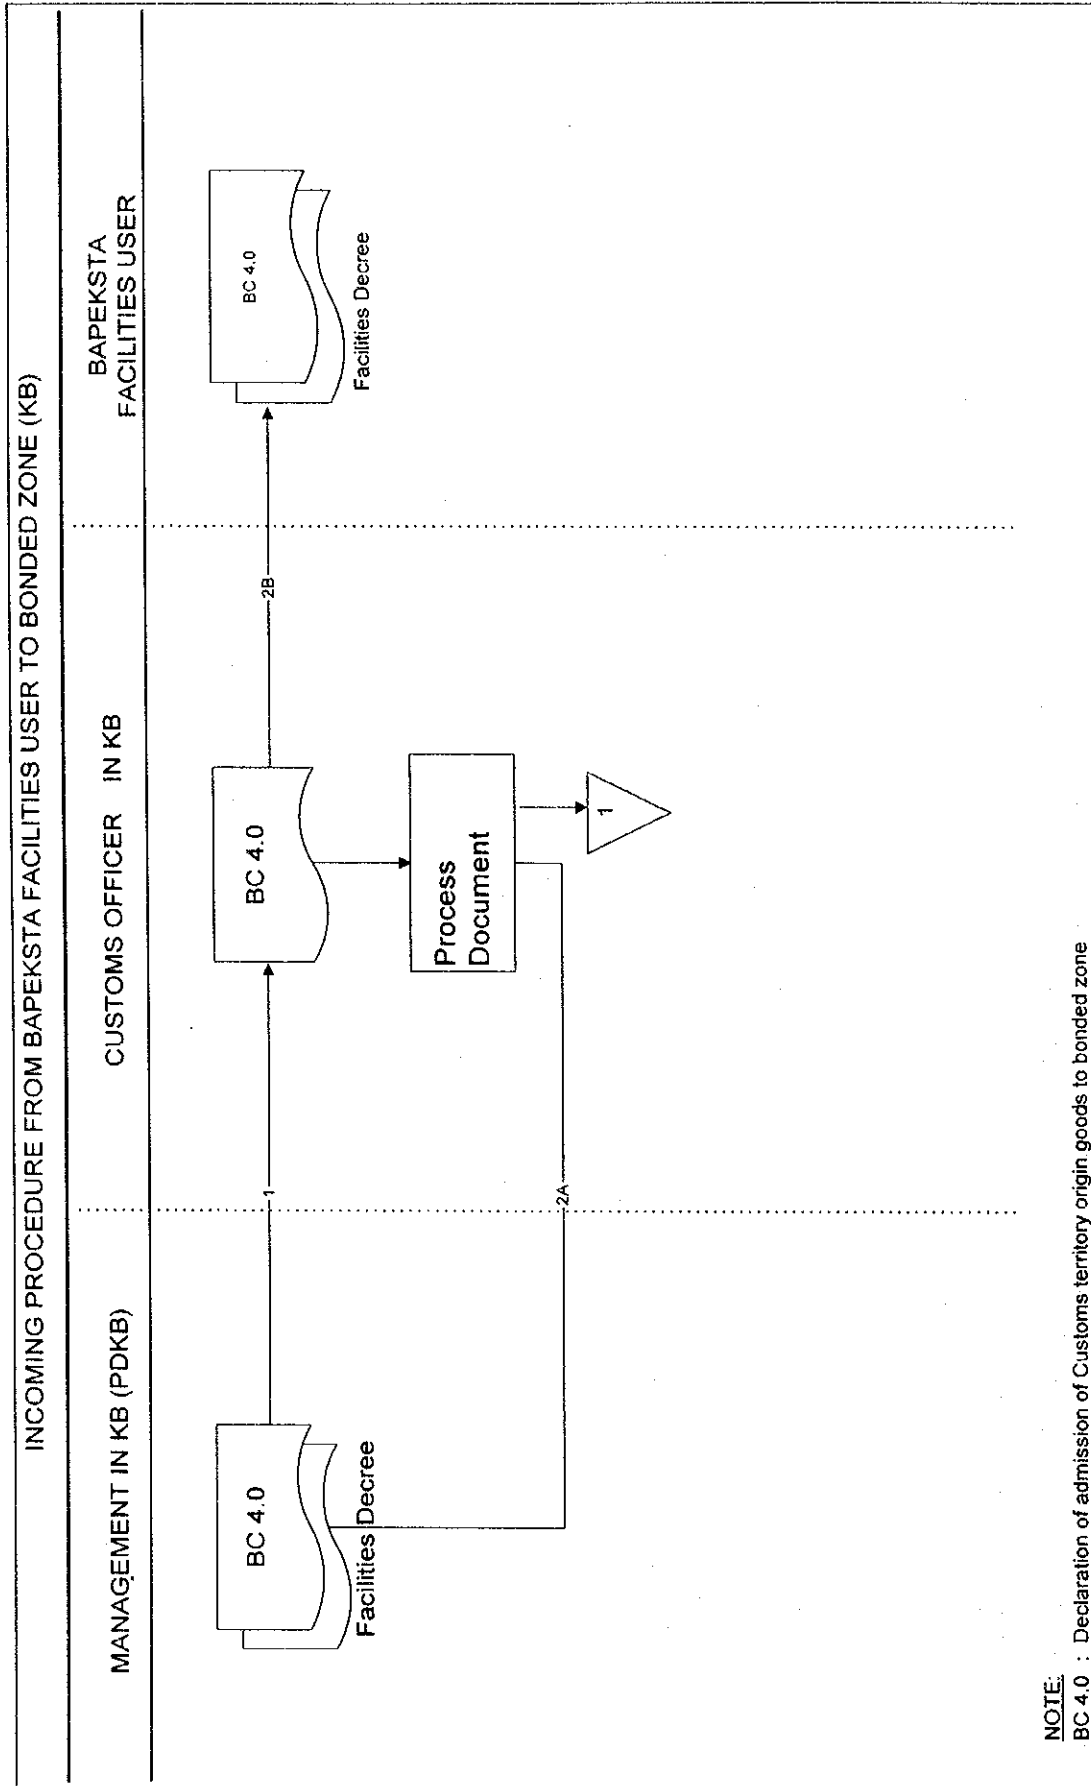 INCOMING PROCEDURE FROM BAPEKSTA FACILITIES USER TO BONDED ZONE (KB)
MANAGEMENT IN KB (PDKB)
CUSTOMS OFFICER IN KB
BAPEKSTA
FACILITIES USER
BC 4.0
Facilities Decree
1
BC 4.0
2B
BC 4.0
Facilities Decree
Process
Document
1
2A
NOTE:
BC 4.0 : Declaration of admission of Customs territory origin goods to bonded zone